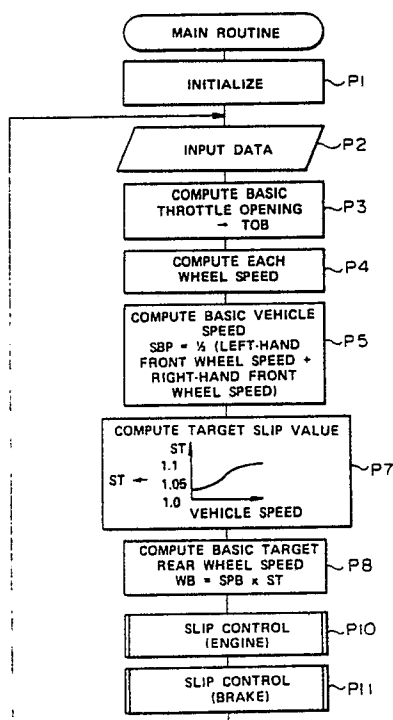 MAIN ROUTINE
INITIALIZE
P1
INPUT DATA
P2
COMPUTE BASIC
THROTTLE OPENING
→ TOB
P3
COMPUTE EACH
WHEEL SPEED
P4
COMPUTE BASIC VEHICLE
SPEED
SBP = ½ (LEFT-HAND
FRONT WHEEL SPEED +
RIGHT-HAND FRONT
WHEEL SPEED)
P5
COMPUTE TARGET SLIP VALUE
ST
1.1
ST ← 1.05
1.0
VEHICLE SPEED
P7
COMPUTE BASIC TARGET
REAR WHEEL SPEED
WB = SPB x ST
P8
SLIP CONTROL
(ENGINE)
P10
SLIP CONTROL
(BRAKE)
P11